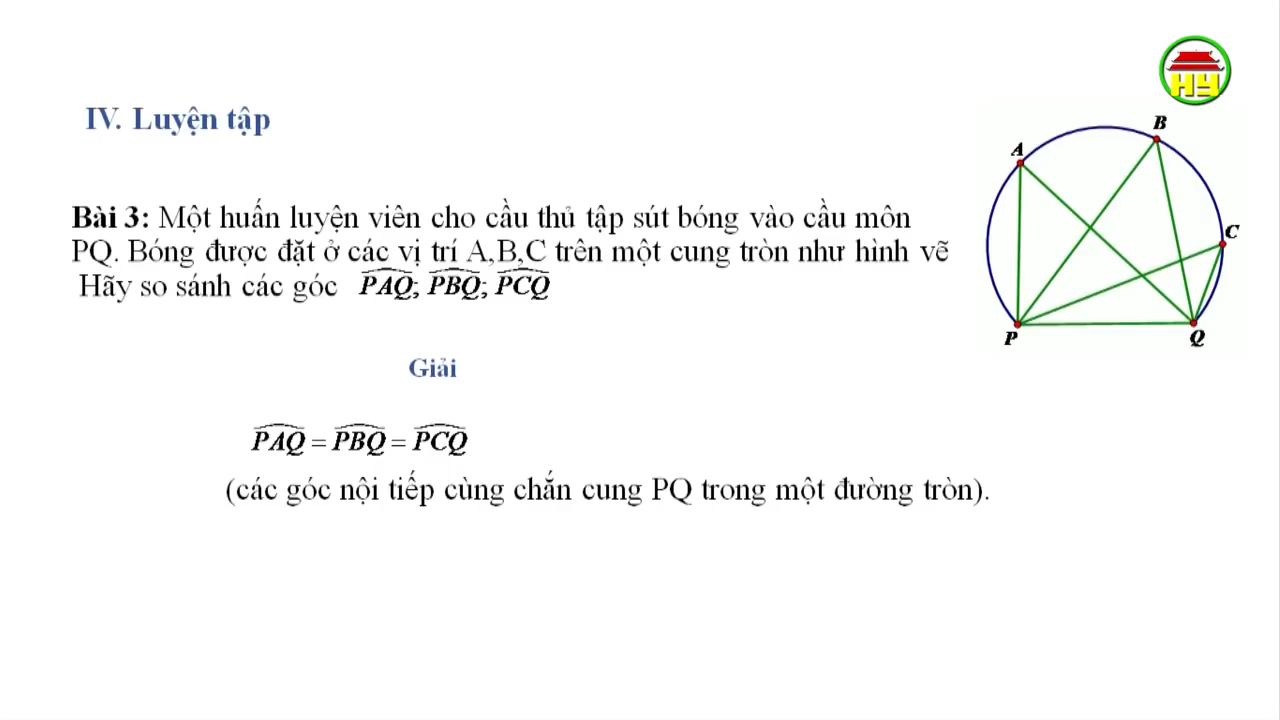 HY
IV. Luyện tập
A
B
C
P
Q
Bài 3: Một huấn luyện viên cho cầu thủ tập sút bóng vào cầu môn
PQ. Bóng được đặt ở các vị trí A,B,C trên một cung tròn như hình vẽ
Hãy so sánh các góc PAQ; PBQ; PCQ
Giải
PAQ = PBQ = PCQ
(các góc nội tiếp cùng chắn cung PQ trong một đường tròn).